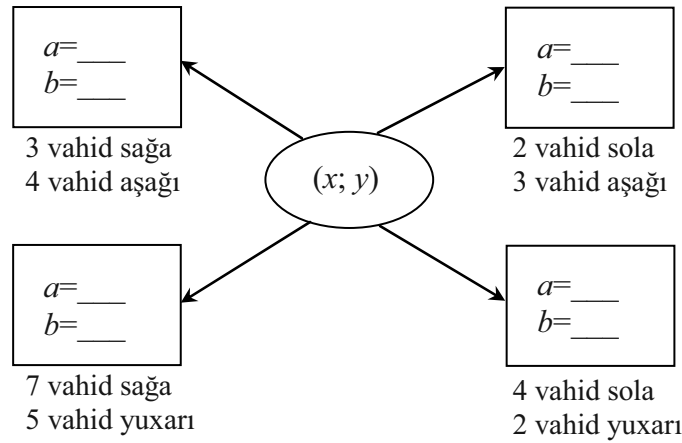 a=___
b=___
3 vahid sağa
4 vahid aşağı
a=___
b=___
2 vahid sola
3 vahid aşağı
(x; y)
a=___
b=___
7 vahid sağa
5 vahid yuxarı
a=___
b=___
4 vahid sola
2 vahid yuxarı